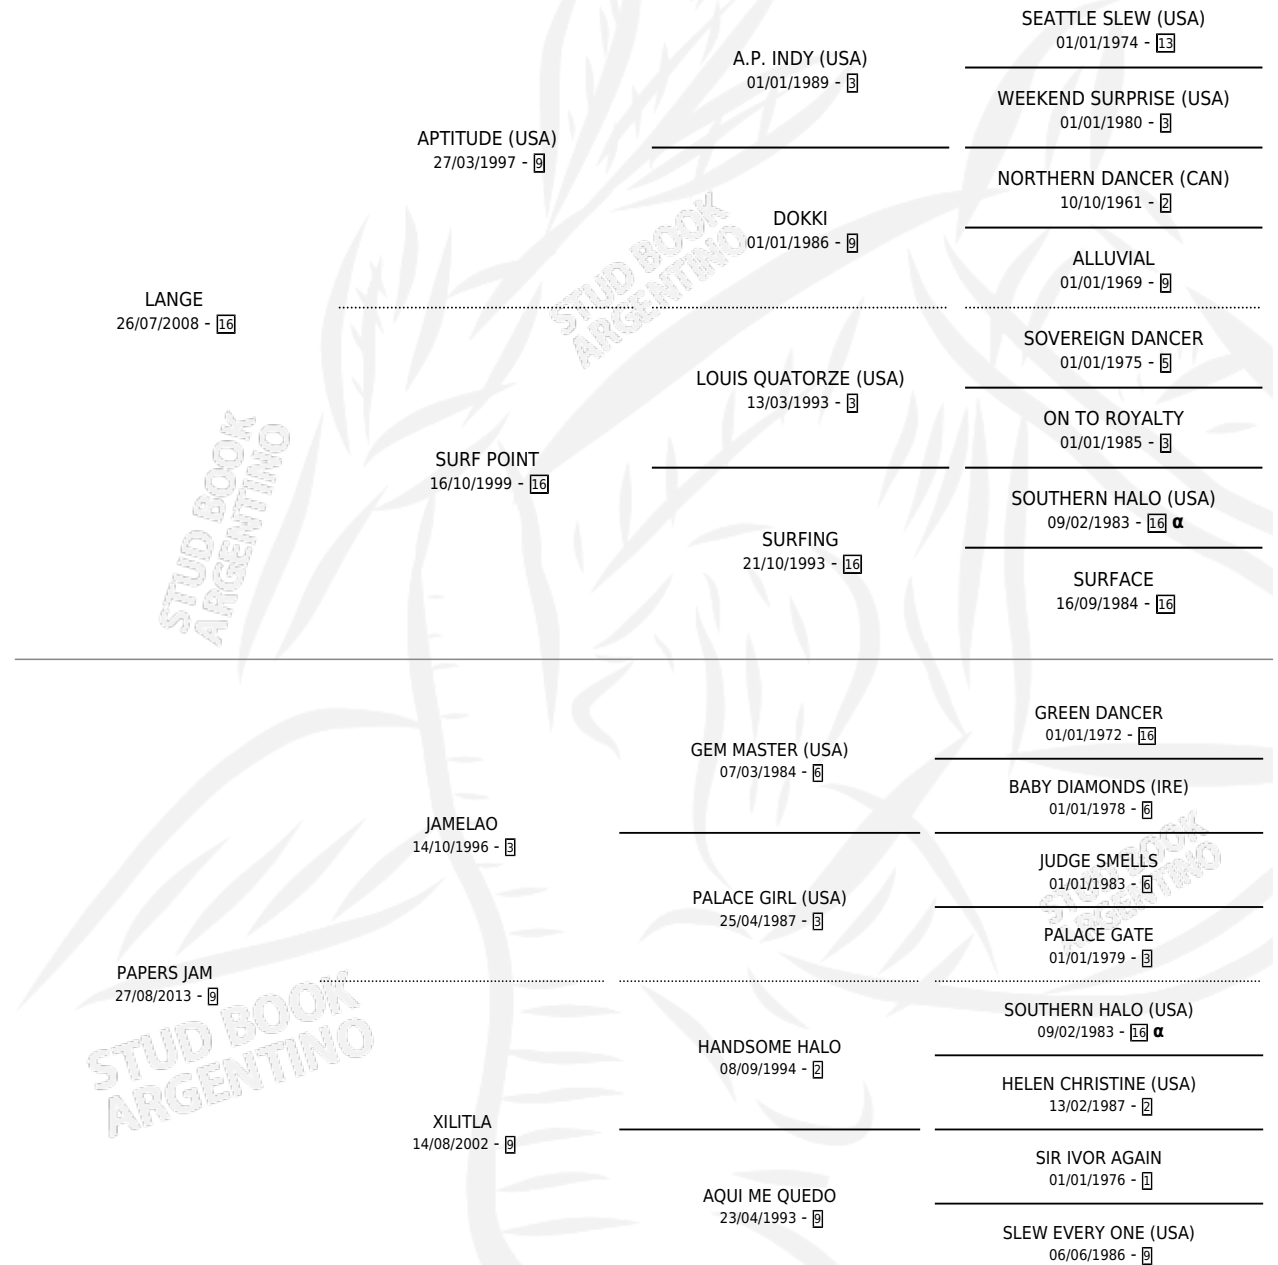 SEATTLE SLEW (USA)
01/01/1974 - 13
A.P. INDY (USA)
01/01/1989 - 3
WEEKEND SURPRISE (USA)
01/01/1980 - 3
APTITUDE (USA)
27/03/1997 - 9
NORTHERN DANCER (CAN)
10/10/1961 - 2
DOKKI
01/01/1986 - 9
ALLUVIAL
01/01/1969 - 9
LANGE
26/07/2008 - 16
SOVEREIGN DANCER
01/01/1975 - 5
LOUIS QUATORZE (USA)
13/03/1993 - 3
ON TO ROYALTY
01/01/1985 - 3
SURF POINT
16/10/1999 - 16
SOUTHERN HALO (USA)
09/02/1983 - 16 α
SURFING
21/10/1993 - 16
SURFACE
16/09/1984 - 16
GREEN DANCER
01/01/1972 - 16
GEM MASTER (USA)
07/03/1984 - 6
BABY DIAMONDS (IRE)
01/01/1978 - 6
JAMELAO
14/10/1996 - 3
JUDGE SMELLS
01/01/1983 - 6
PALACE GIRL (USA)
25/04/1987 - 3
PALACE GATE
01/01/1979 - 3
PAPERS JAM
27/08/2013 - 9
SOUTHERN HALO (USA)
09/02/1983 - 16 α
HANDSOME HALO
08/09/1994 - 2
HELEN CHRISTINE (USA)
13/02/1987 - 2
XILITLA
14/08/2002 - 9
SIR IVOR AGAIN
01/01/1976 - 1
AQUI ME QUEDO
23/04/1993 - 9
SLEW EVERY ONE (USA)
06/06/1986 - 9
STUD BOOK
ARGENTINO
STUD BOOK
ARGENTINO
STUD BOOK
ARGENTINO
STUD BOOK
ARGENTINO